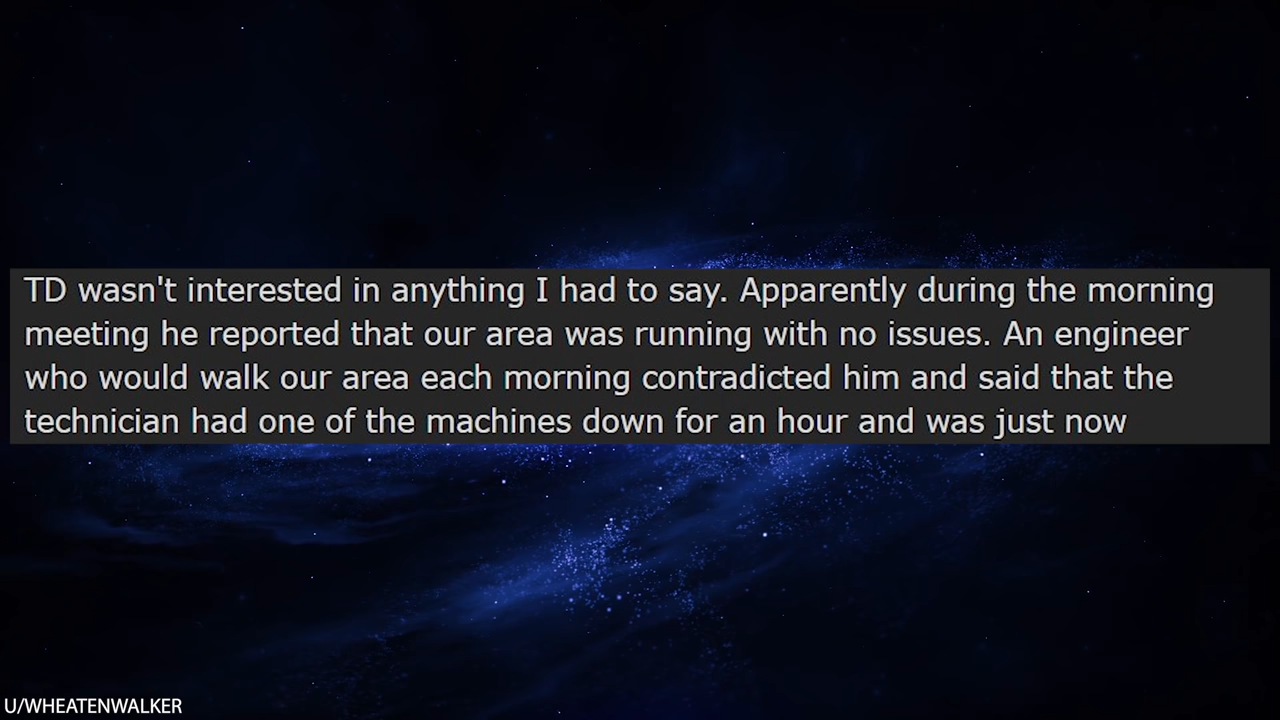 TD wasn't interested in anything I had to say. Apparently during the morning
meeting he reported that our area was running with no issues. An engineer
who would walk our area each morning contradicted him and said that the
technician had one of the machines down for an hour and was just now
U/WHEATENWALKER